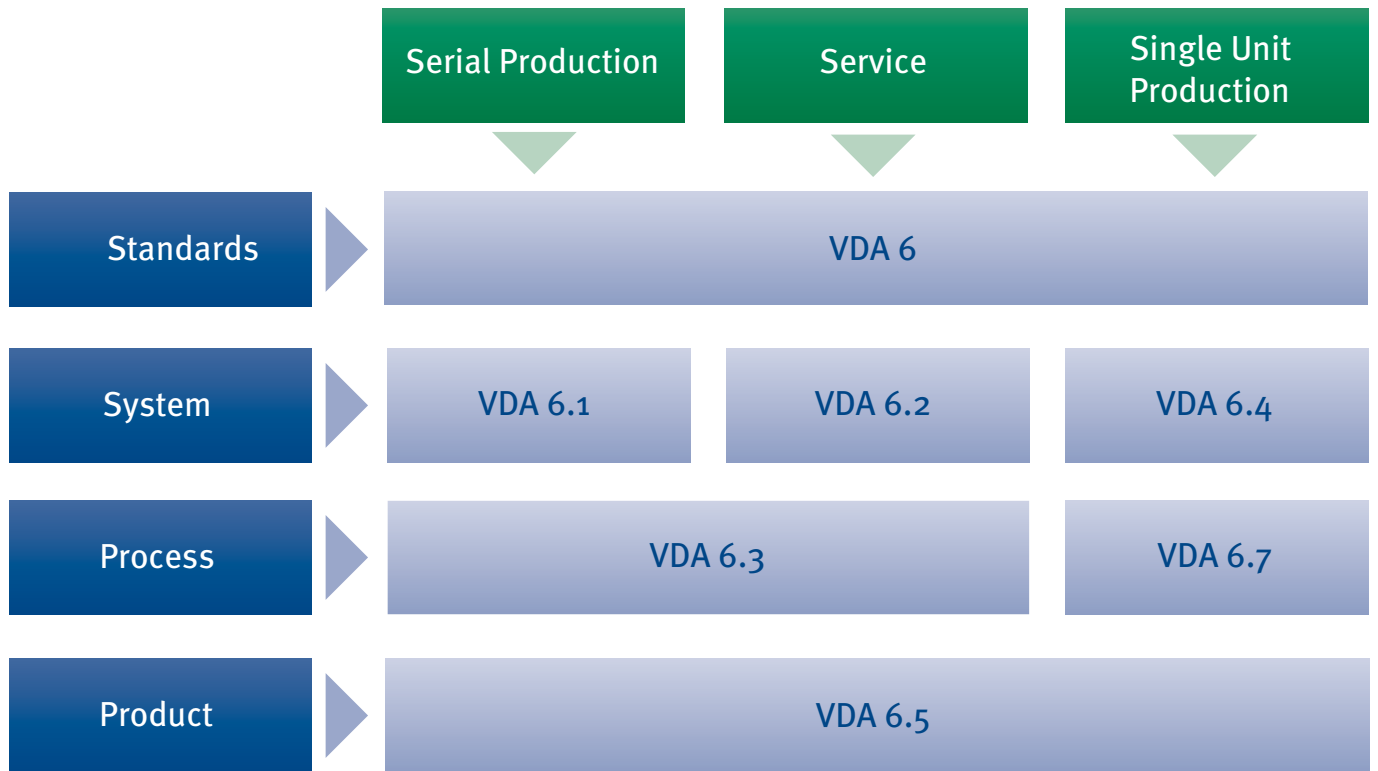 Serial Production
Service
Single Unit
Production
Standards
VDA 6
System
VDA 6.1
VDA 6.2
VDA 6.4
Process
VDA 6.3
VDA 6.7
Product
VDA 6.5